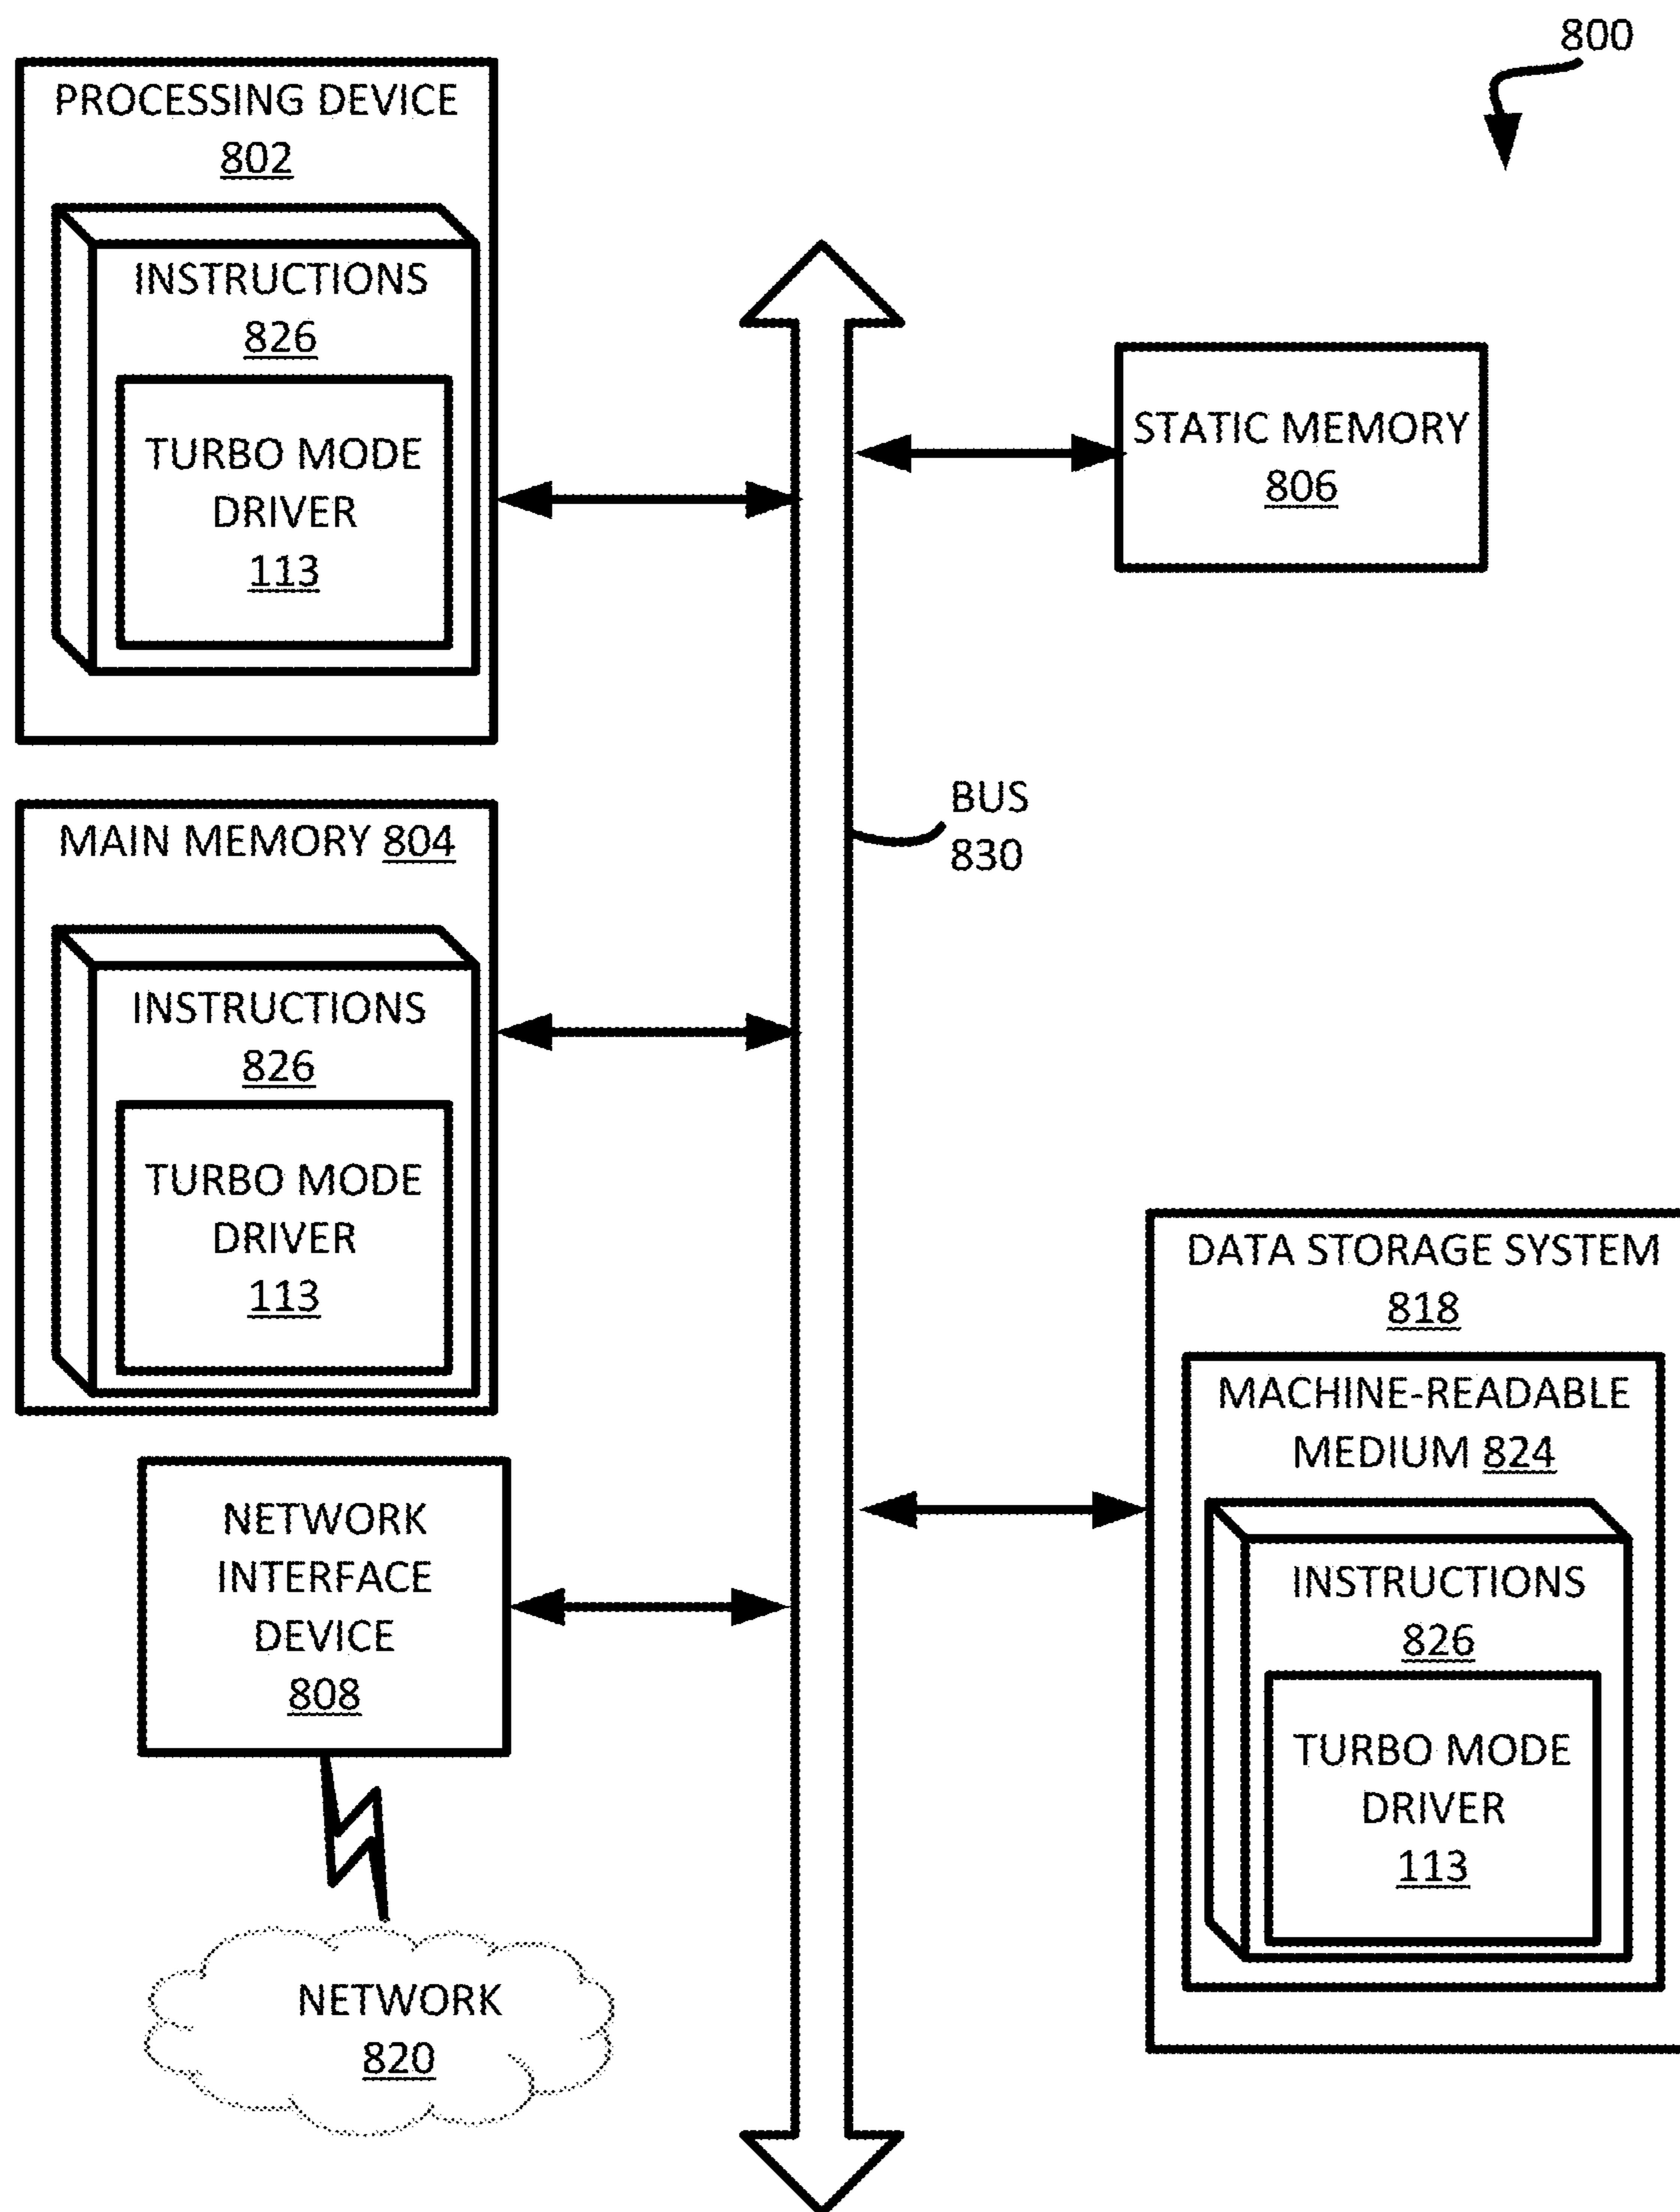 800
PROCESSING DEVICE
802
INSTRUCTIONS
826
TURBO MODE
DRIVER
113
STATIC MEMORY
806
BUS
830
MAIN MEMORY 804
INSTRUCTIONS
826
TURBO MODE
DRIVER
113
DATA STORAGE SYSTEM
818
MACHINE-READABLE
MEDIUM 824
INSTRUCTIONS
826
TURBO MODE
DRIVER
113
NETWORK
INTERFACE
DEVICE
808
NETWORK
820